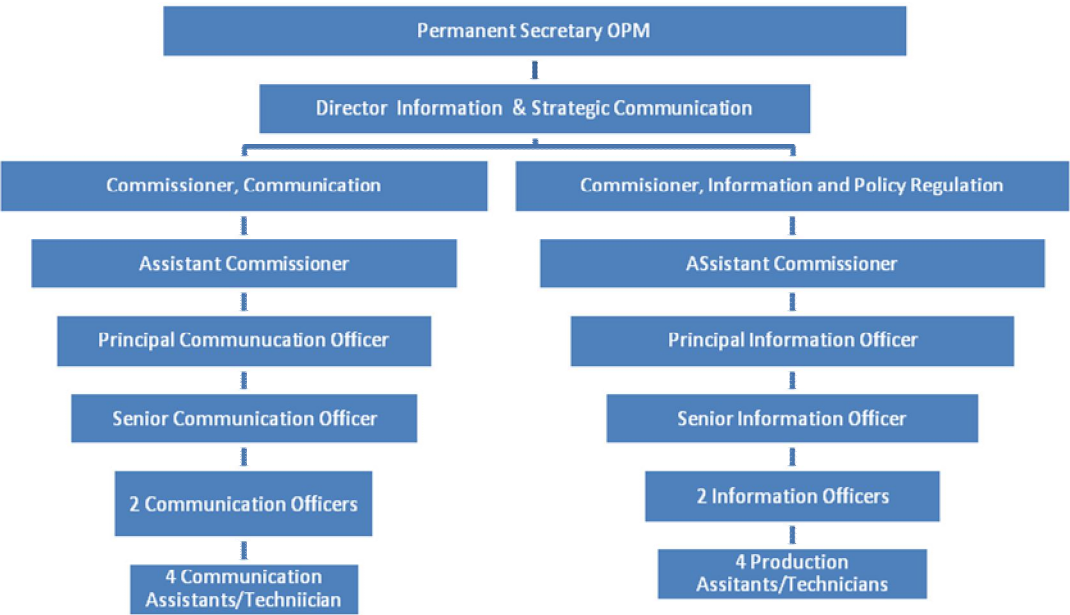 Permanent Secretary OPM
Director Information & Strategic Communication
Commissioner, Communication
Commisioner, Information and Policy Regulation
Assistant Commissioner
ASsistant Commissioner
Principal Communucation Officer
Principal Information Officer
Senior Communication Officer
Senior Information Officer
2 Communication Officers
2 Information Officers
4 Communication
Assistants/Techniician
4 Production
Assitants/Technicians